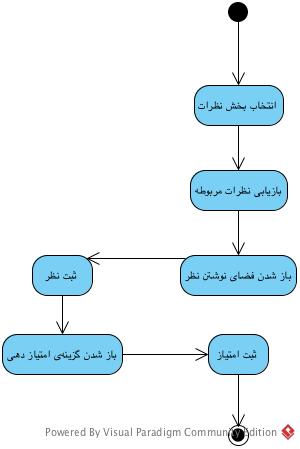 انتخاب بخش نظرات
بازیابی نظرات مربوطه
باز شدن فضای نوشتن نظر
ثبت نظر
باز شدن گزینه‌ی امتیاز دهی
ثبت امتیاز
Powered By Visual Paradigm Community Edition